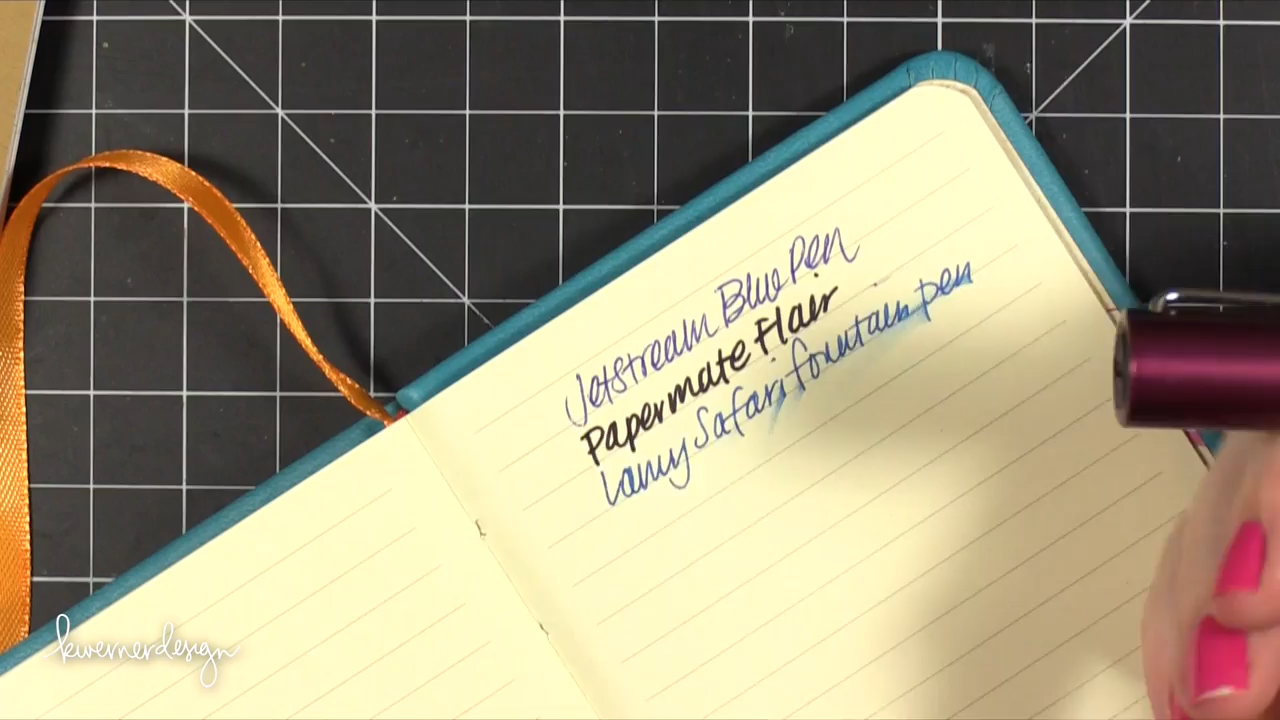 Jetstream Blue Pen
Papermate Flair
Lamy Safari fountain pen
kwernerdesign